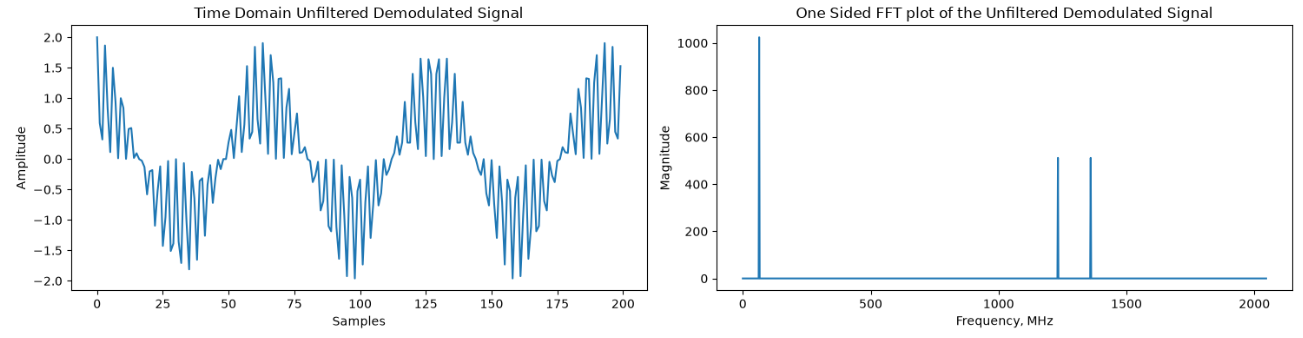 Time Domain Unfiltered Demodulated Signal
2.0
1.5
1.0
0.5
0.0
−0.5
−1.0
−1.5
−2.0
Amplitude
0 25 50 75 100 125 150 175 200
Samples
One Sided FFT plot of the Unfiltered Demodulated Signal
1000
800
600
400
200
0
Magnitude
0 500 1000 1500 2000
Frequency, MHz